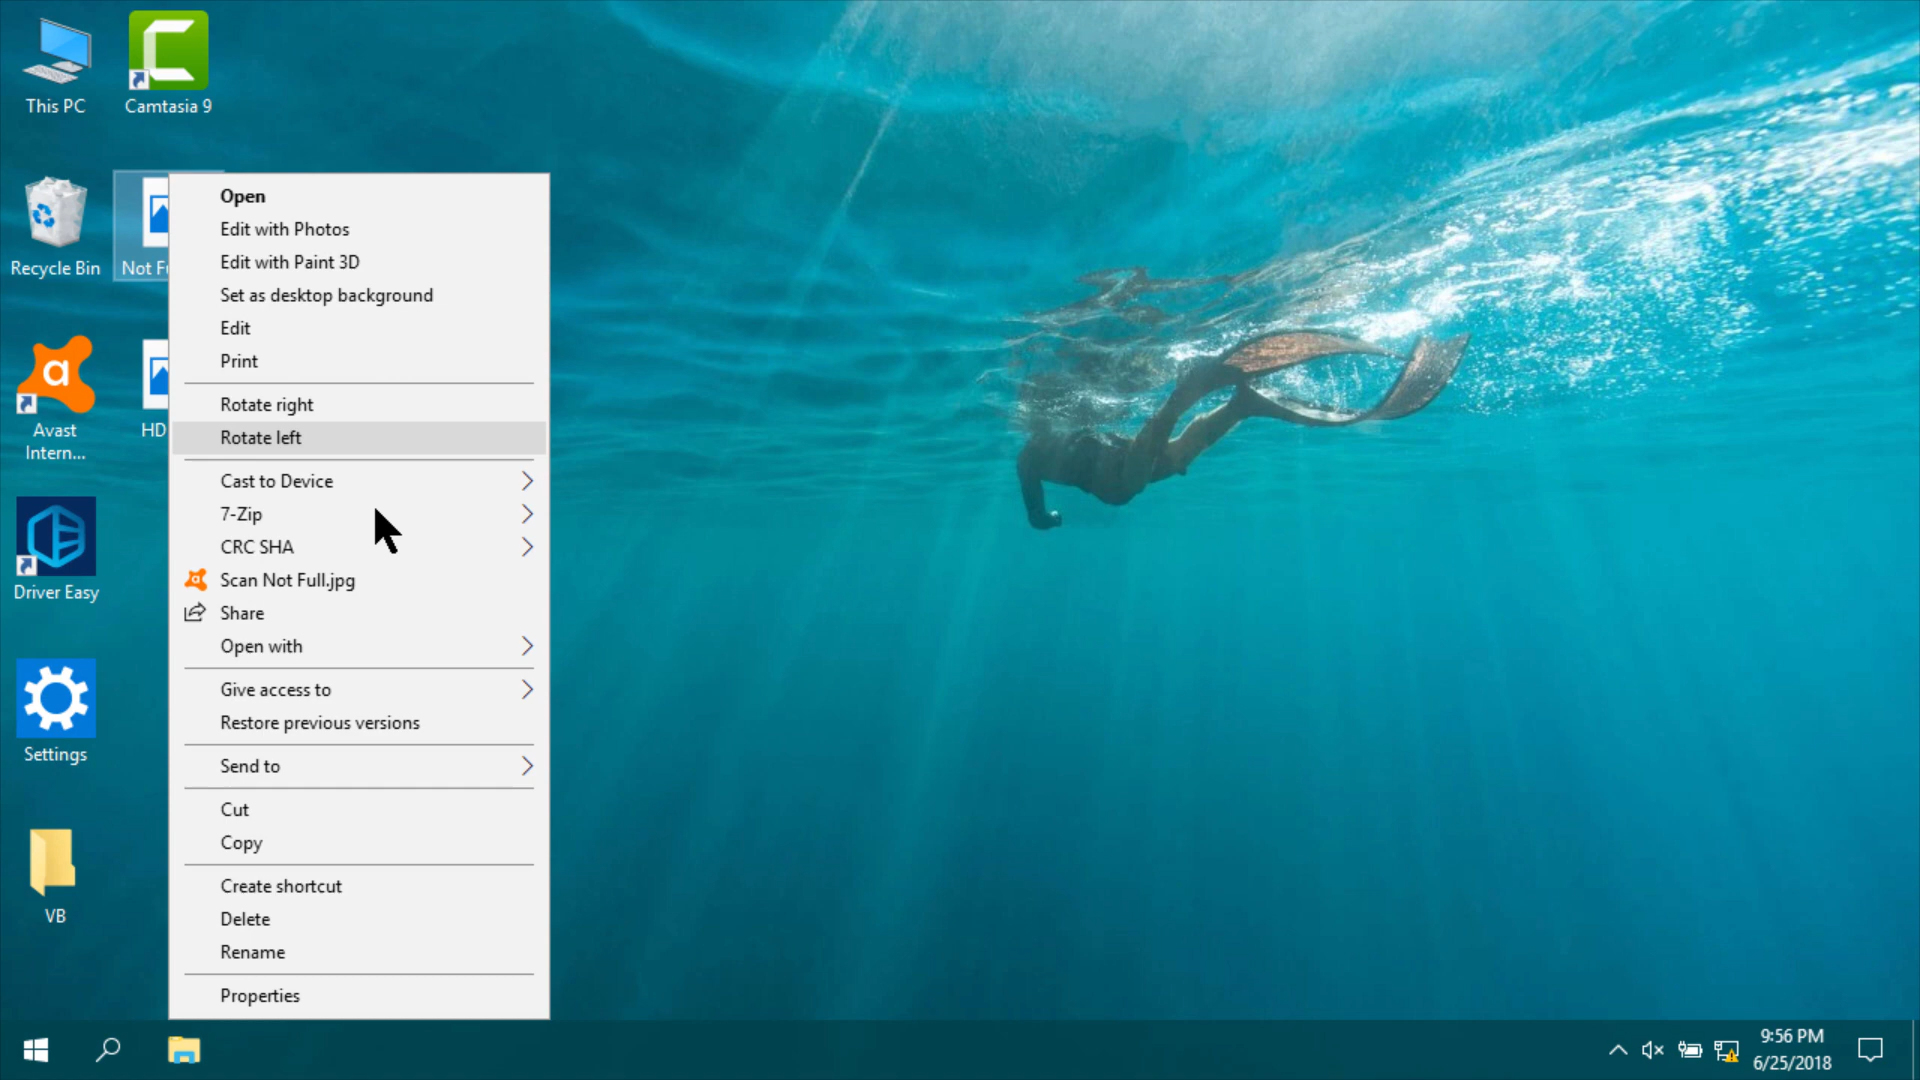 This PC
Camtasia 9
Recycle Bin
Not
Avast
Intern...
HD
Driver Easy
Settings
VB
Open
Edit with Photos
Edit with Paint 3D
Set as desktop background
Edit
Print
Rotate right
Rotate left
Cast to Device
7-Zip
CRC SHA
Scan Not Full.jpg
Share
Open with
Give access to
Restore previous versions
Send to
Cut
Copy
Create shortcut
Delete
Rename
Properties
9:56 PM
6/25/2018